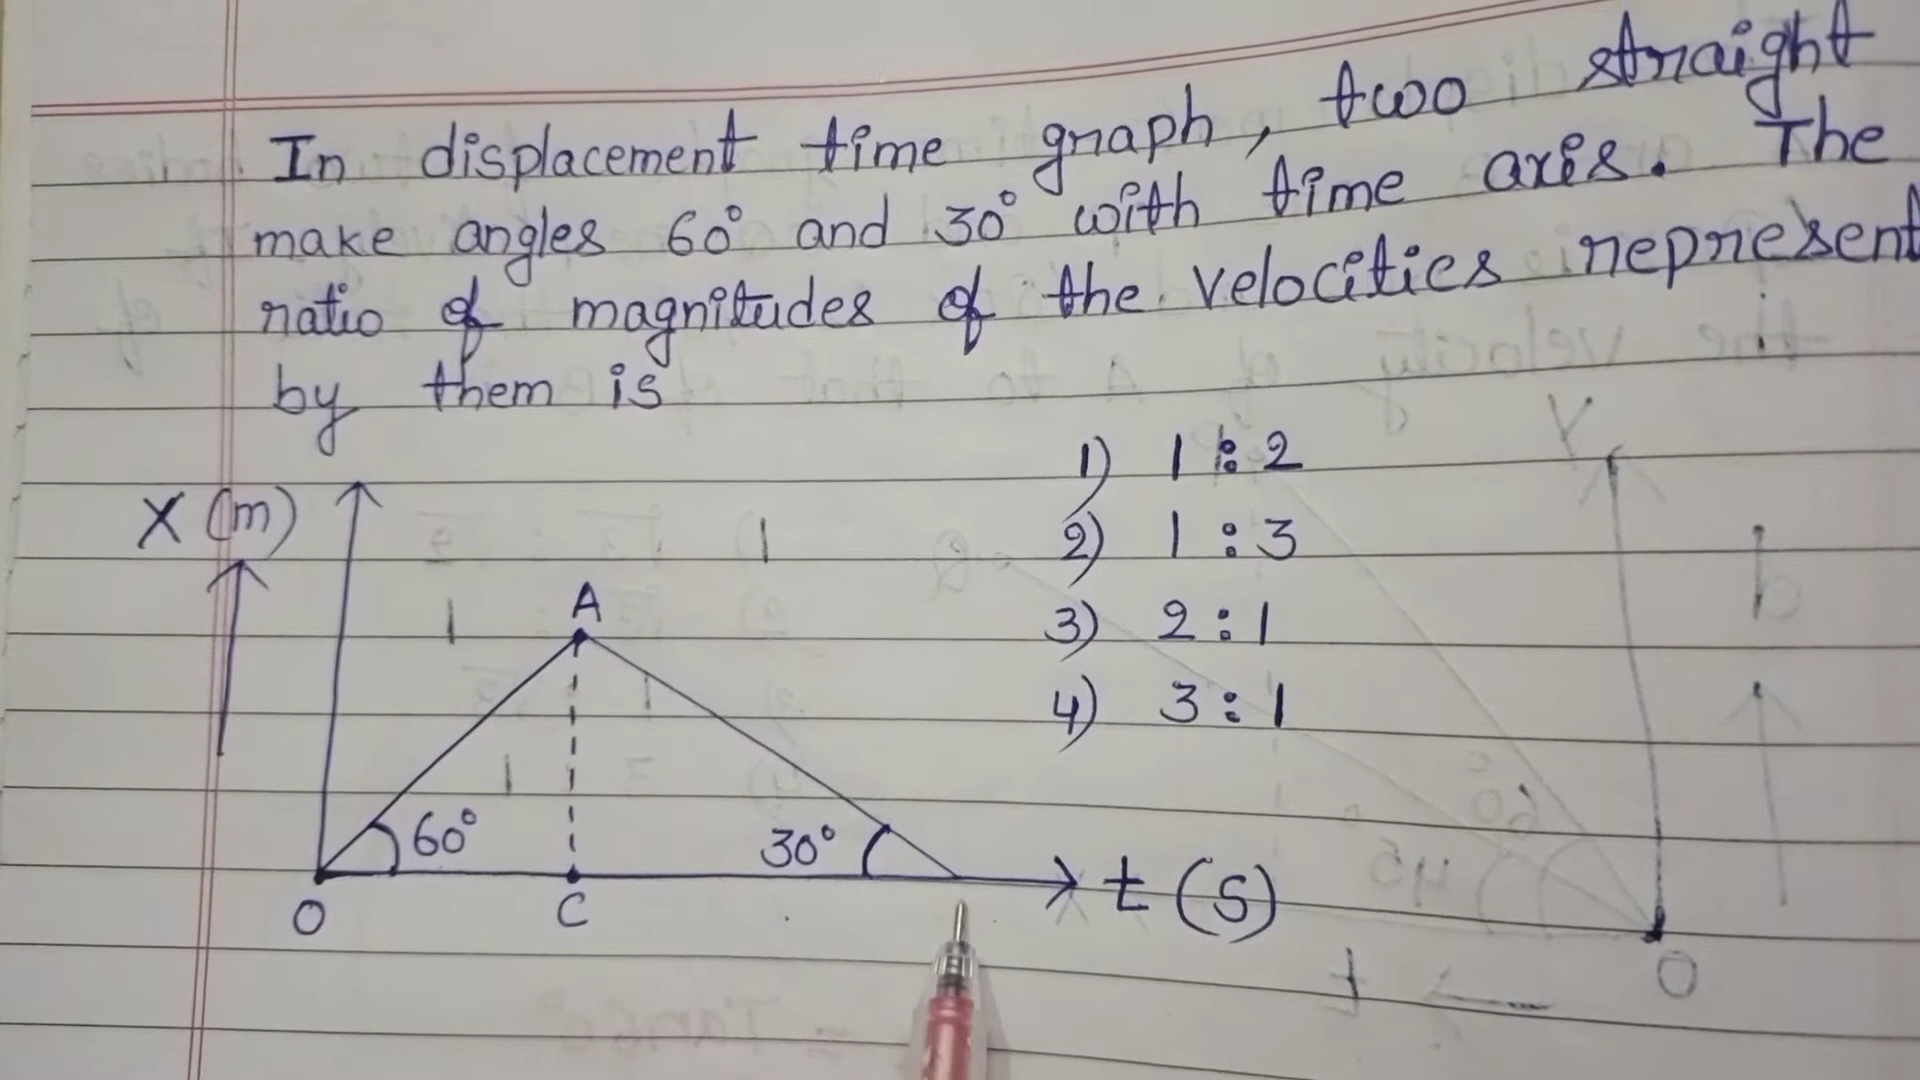 In displacement time graph, two straight
make angles 60° and 30° with time axis. The
ratio of magnitudes of the velocities represent
by them is
1) 1 : 2
2) 1 : 3
3) 2 : 1
4) 3 : 1
X (m)
A
60°
30°
O
C
t (s)